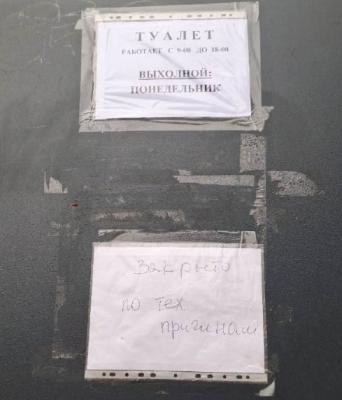 ТУАЛЕТ
РАБОТАЕТ С 9-00 ДО 18-00
ВЫХОДНОЙ:
ПОНЕДЕЛЬНИК
Закрыто
по тех
причинам